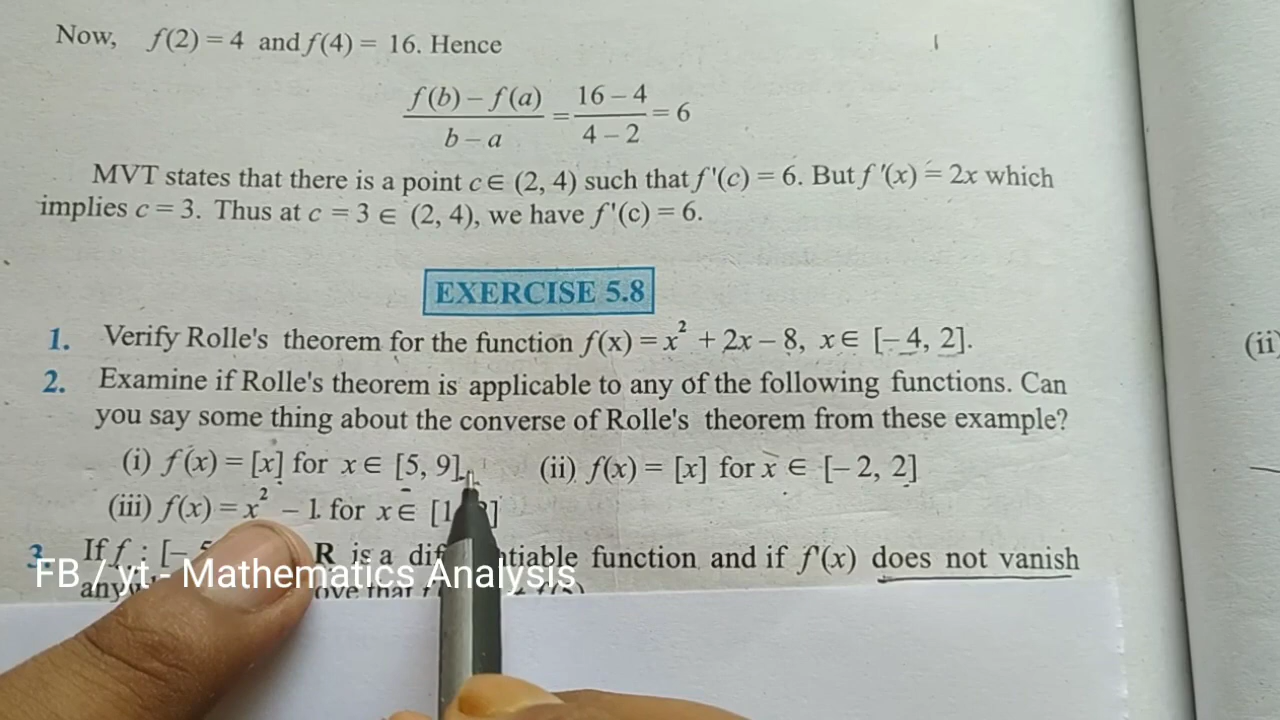 Now, f(2) = 4 and f(4) = 16. Hence
f(b) – f(a) / b – a = 16 – 4 / 4 – 2 = 6
MVT states that there is a point c ∈ (2, 4) such that f '(c) = 6. But f '(x) = 2x which
implies c = 3. Thus at c = 3 ∈ (2, 4), we have f '(c) = 6.
EXERCISE 5.8
1. Verify Rolle's theorem for the function f(x) = x² + 2x – 8, x ∈ [– 4, 2].
2. Examine if Rolle's theorem is applicable to any of the following functions. Can
you say some thing about the converse of Rolle's theorem from these example?
(i) f(x) = [x] for x ∈ [5, 9] (ii) f(x) = [x] for x ∈ [– 2, 2]
(iii) f(x) = x² – 1 for x ∈ [1
3. If f : [– R is a function and if f'(x) does not vanish
FB / yt - Mathematics Analysis
(ii)